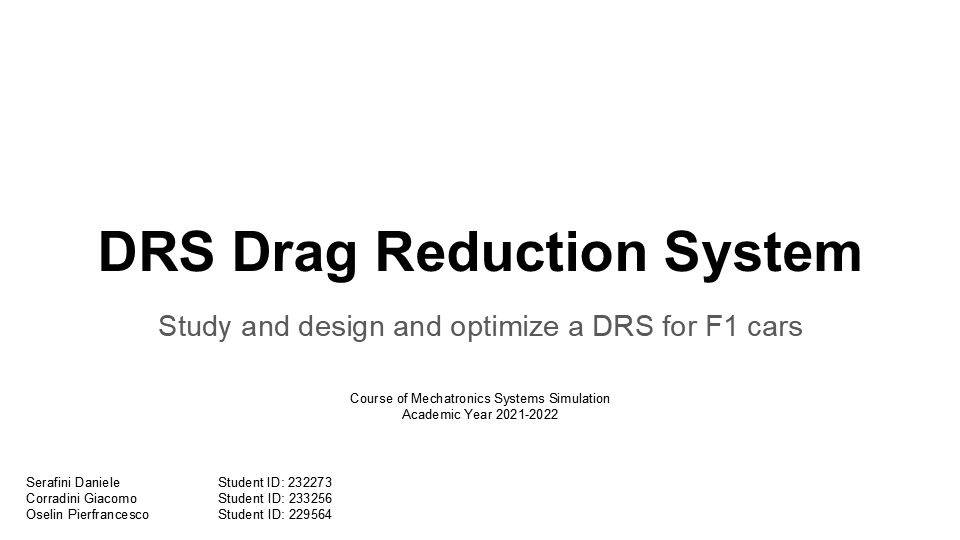 DRS Drag Reduction System
Study and design and optimize a DRS for F1 cars
Course of Mechatronics Systems Simulation
Academic Year 2021-2022
Serafini Daniele Student ID: 232273
Corradini Giacomo Student ID: 233256
Oselin Pierfrancesco Student ID: 229564